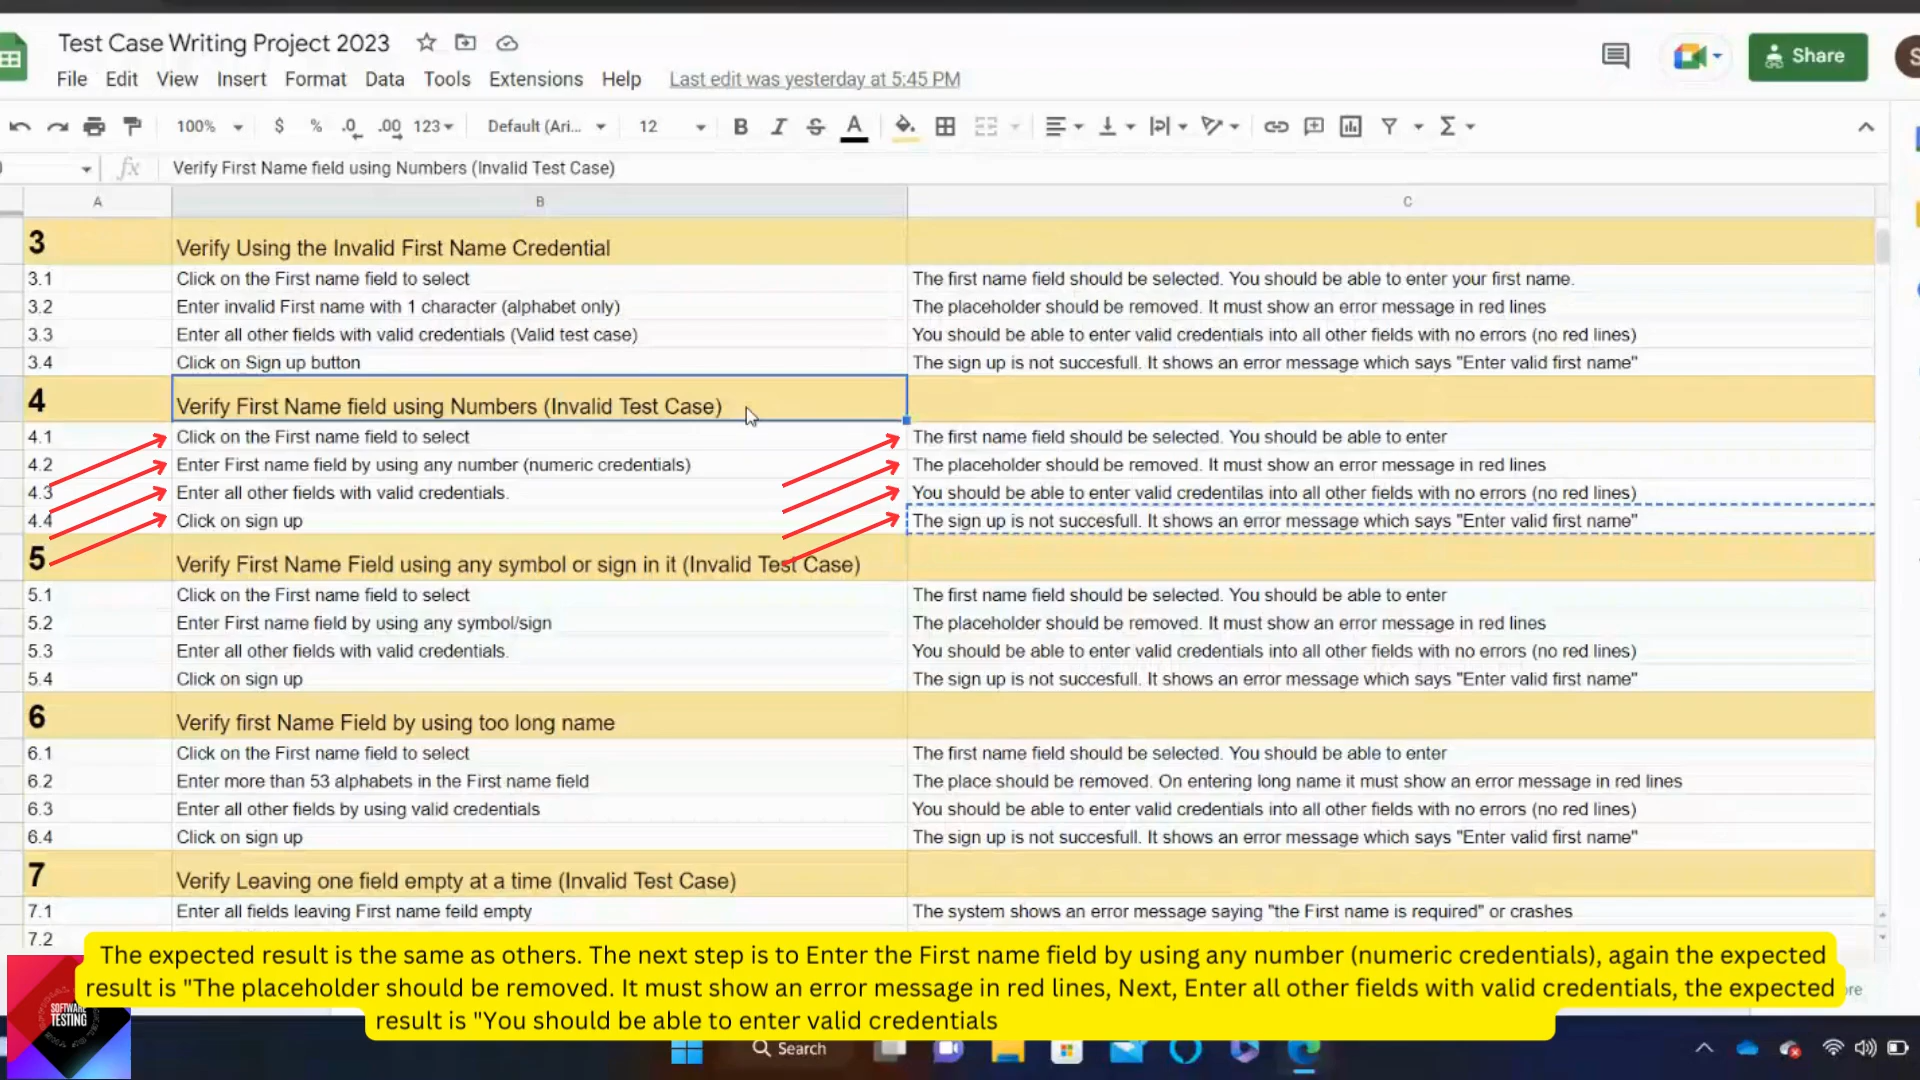 Test Case Writing Project 2023
File Edit View Insert Format Data Tools Extensions Help Last edit was yesterday at 5:45 PM
Share
S
100% $ % .0 .00 123 Default (Ari... 12 B I S A
fx Verify First Name field using Numbers (Invalid Test Case)
A B C
3 Verify Using the Invalid First Name Credential
3.1 Click on the First name field to select The first name field should be selected. You should be able to enter your first name.
3.2 Enter invalid First name with 1 character (alphabet only) The placeholder should be removed. It must show an error message in red lines
3.3 Enter all other fields with valid credentials (Valid test case) You should be able to enter valid credentials into all other fields with no errors (no red lines)
3.4 Click on Sign up button The sign up is not succesfull. It shows an error message which says "Enter valid first name"
4 Verify First Name field using Numbers (Invalid Test Case)
4.1 Click on the First name field to select The first name field should be selected. You should be able to enter
4.2 Enter First name field by using any number (numeric credentials) The placeholder should be removed. It must show an error message in red lines
4.3 Enter all other fields with valid credentials. You should be able to enter valid credentilas into all other fields with no errors (no red lines)
4.4 Click on sign up The sign up is not succesfull. It shows an error message which says "Enter valid first name"
5 Verify First Name Field using any symbol or sign in it (Invalid Test Case)
5.1 Click on the First name field to select The first name field should be selected. You should be able to enter
5.2 Enter First name field by using any symbol/sign The placeholder should be removed. It must show an error message in red lines
5.3 Enter all other fields with valid credentials. You should be able to enter valid credentials into all other fields with no errors (no red lines)
5.4 Click on sign up The sign up is not succesfull. It shows an error message which says "Enter valid first name"
6 Verify first Name Field by using too long name
6.1 Click on the First name field to select The first name field should be selected. You should be able to enter
6.2 Enter more than 53 alphabets in the First name field The place should be removed. On entering long name it must show an error message in red lines
6.3 Enter all other fields by using valid credentials You should be able to enter valid credentials into all other fields with no errors (no red lines)
6.4 Click on sign up The sign up is not succesfull. It shows an error message which says "Enter valid first name"
7 Verify Leaving one field empty at a time (Invalid Test Case)
7.1 Enter all fields leaving First name feild empty The system shows an error message saying "the First name is required" or crashes
7.2
The expected result is the same as others. The next step is to Enter the First name field by using any number (numeric credentials), again the expected
result is "The placeholder should be removed. It must show an error message in red lines, Next, Enter all other fields with valid credentials, the expected
result is "You should be able to enter valid credentials
SOFTWARE
TESTING
Search